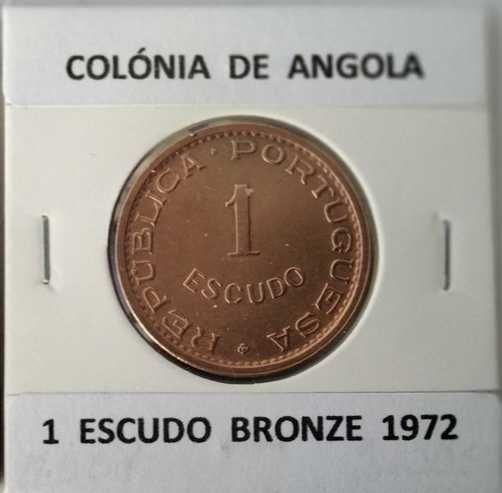 COLÓNIA DE ANGOLA
REPUBLICA · PORTUGUESA
1
ESCUDO
1 ESCUDO BRONZE 1972